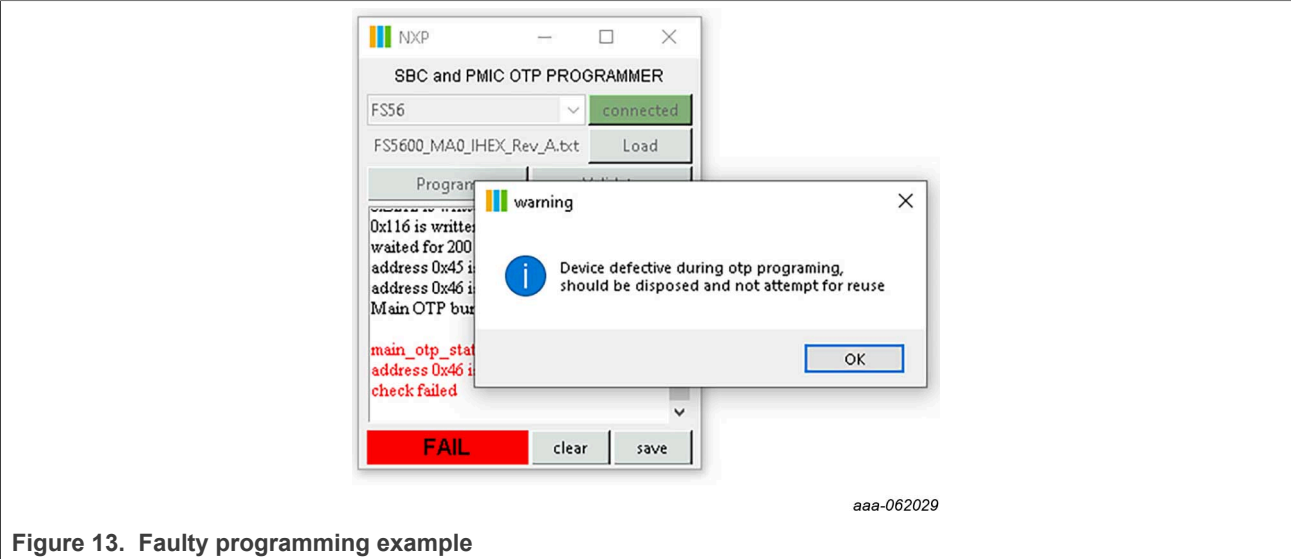 NXP
SBC and PMIC OTP PROGRAMMER
FS56
connected
FS5600_MA0_IHEX_Rev_A.txt
Load
warning
0x116 is
waited for 200
address 0x45
address 0x46
Main OTP
address 0x46
check failed
Device defective during otp programing,
should be disposed and not attempt for reuse
OK
FAIL
clear
save
aaa-062029
Figure 13. Faulty programming example